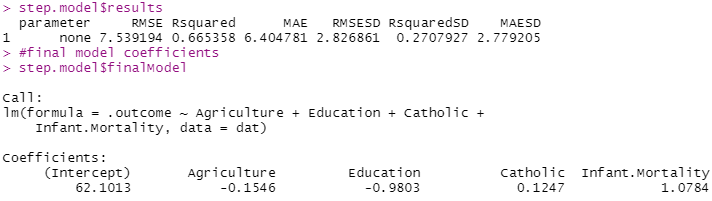 > step.model$results
  parameter     RMSE Rsquared      MAE   RMSESD RsquaredSD   MAESD
1      none 7.539194 0.665358 6.404781 2.826861  0.2707927 2.779205
> #final model coefficients
> step.model$finalModel

Call:
lm(formula = .outcome ~ Agriculture + Education + Catholic +
    Infant.Mortality, data = dat)

Coefficients:
     (Intercept)       Agriculture         Education          Catholic  Infant.Mortality
         62.1013           -0.1546           -0.9803            0.1247            1.0784